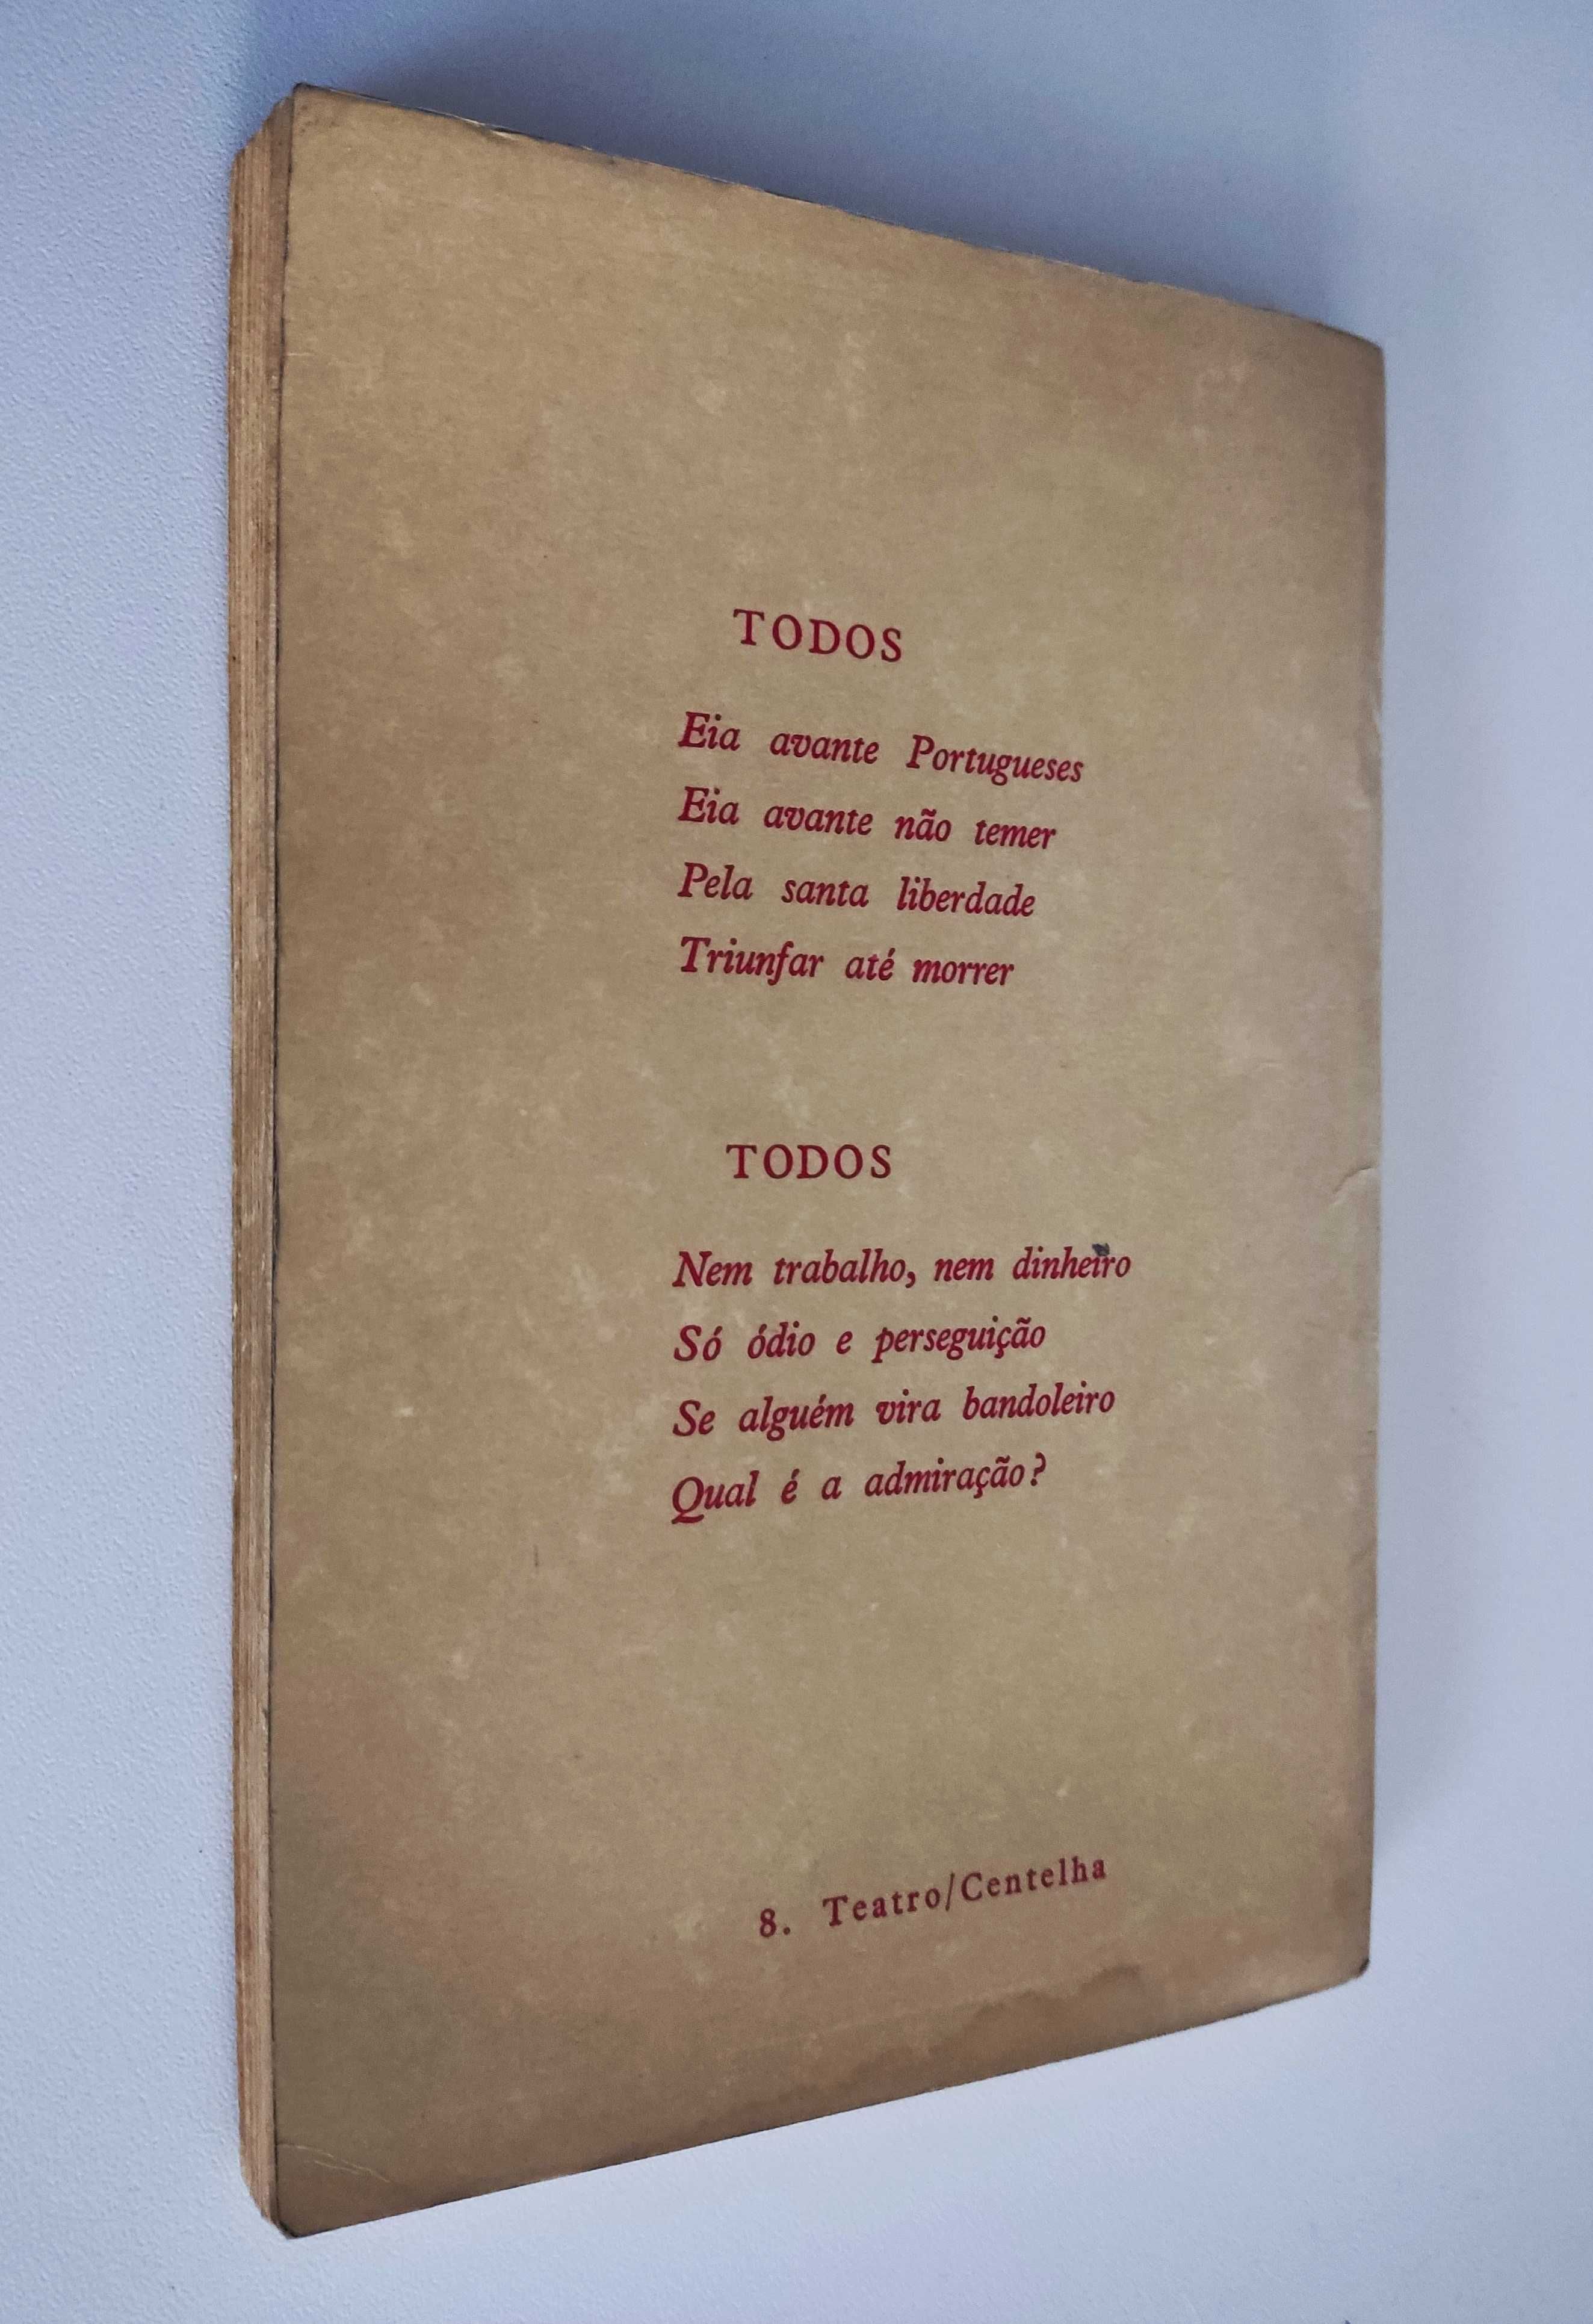 TODOS
Eia avante Portugueses
Eia avante não temer
Pela santa liberdade
Triunfar até morrer
TODOS
Nem trabalho, nem dinheiro
Só ódio e perseguição
Se alguém vira bandoleiro
Qual é a admiração?
8. Teatro/Centelha